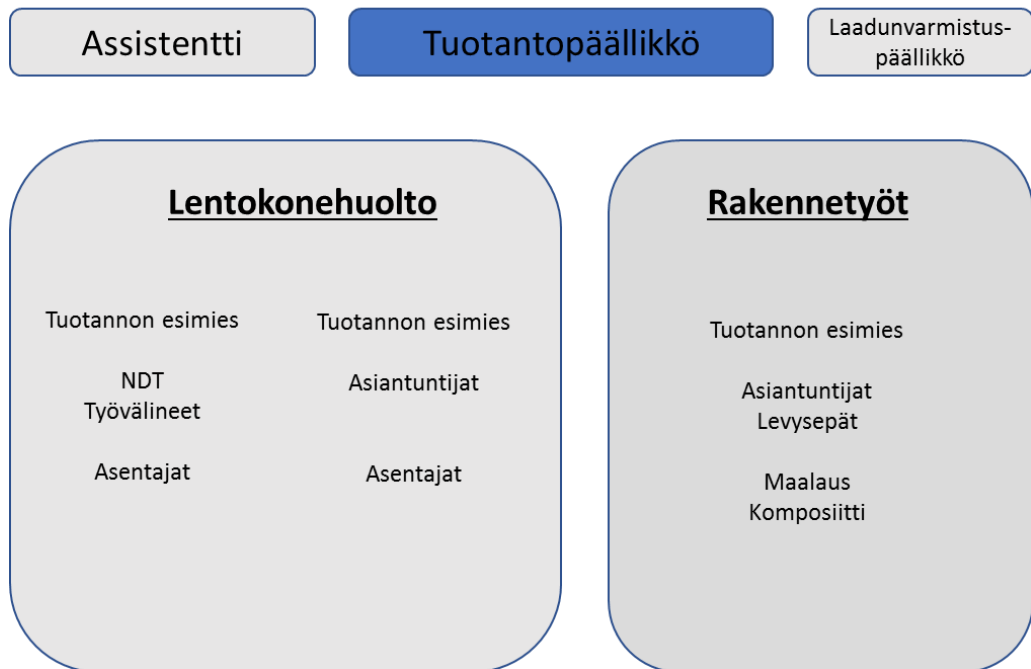 Assistentti
Tuotantopäällikkö
Laadunvarmistus-
päällikkö
Lentokonehuolto
Tuotannon esimies
NDT
Työvälineet
Asentajat
Tuotannon esimies
Asiantuntijat
Asentajat
Rakennetyöt
Tuotannon esimies
Asiantuntijat
Levysepät
Maalaus
Komposiitti